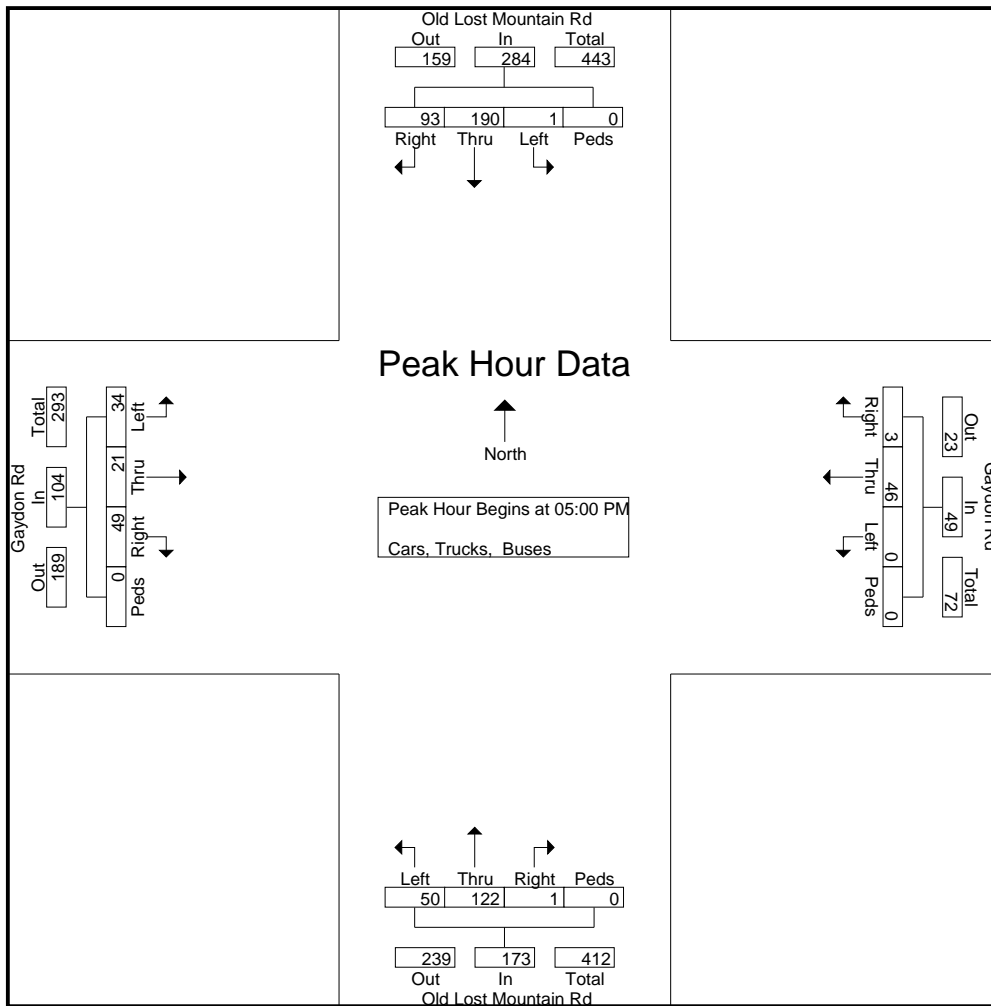 Old Lost Mountain Rd
Out In Total
159 284 443
93 190 1 0
Right Thru Left Peds
Peak Hour Data
North
Peak Hour Begins at 05:00 PM
Cars, Trucks, Buses
Gaydon Rd
Total In Out
293 104 189
34 21 49 0
Left Thru Right Peds
Right Thru Left Peds
3 46 0 0
Out In Total
23 49 72
Gaydon Rd
Left Thru Right Peds
50 122 1 0
239 173 412
Out In Total
Old Lost Mountain Rd